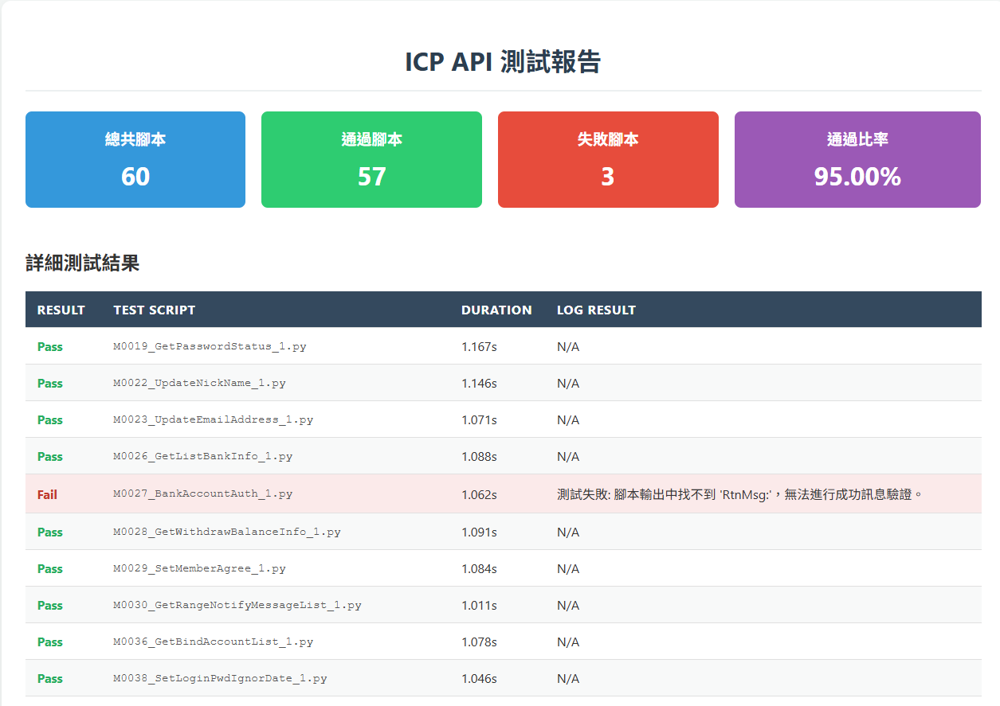 ICP API 測試報告
總共腳本 通過腳本 失敗腳本 通過比率
60 57 3 95.00%
詳細測試結果
RESULT TEST SCRIPT DURATION LOG RESULT
Pass M0019_GetPasswordStatus_1.py 1.167s N/A
Pass M0022_UpdateNickName_1.py 1.146s N/A
Pass M0023_UpdateEmailAddress_1.py 1.071s N/A
Pass M0026_GetListBankInfo_1.py 1.088s N/A
Fail M0027_BankAccountAuth_1.py 1.062s 測試失敗: 腳本輸出中找不到 'RtnMsg:'，無法進行成功訊息驗證。
Pass M0028_GetWithdrawBalanceInfo_1.py 1.091s N/A
Pass M0029_SetMemberAgree_1.py 1.084s N/A
Pass M0030_GetRangeNotifyMessageList_1.py 1.011s N/A
Pass M0036_GetBindAccountList_1.py 1.078s N/A
Pass M0038_SetLoginPwdIgnorDate_1.py 1.046s N/A